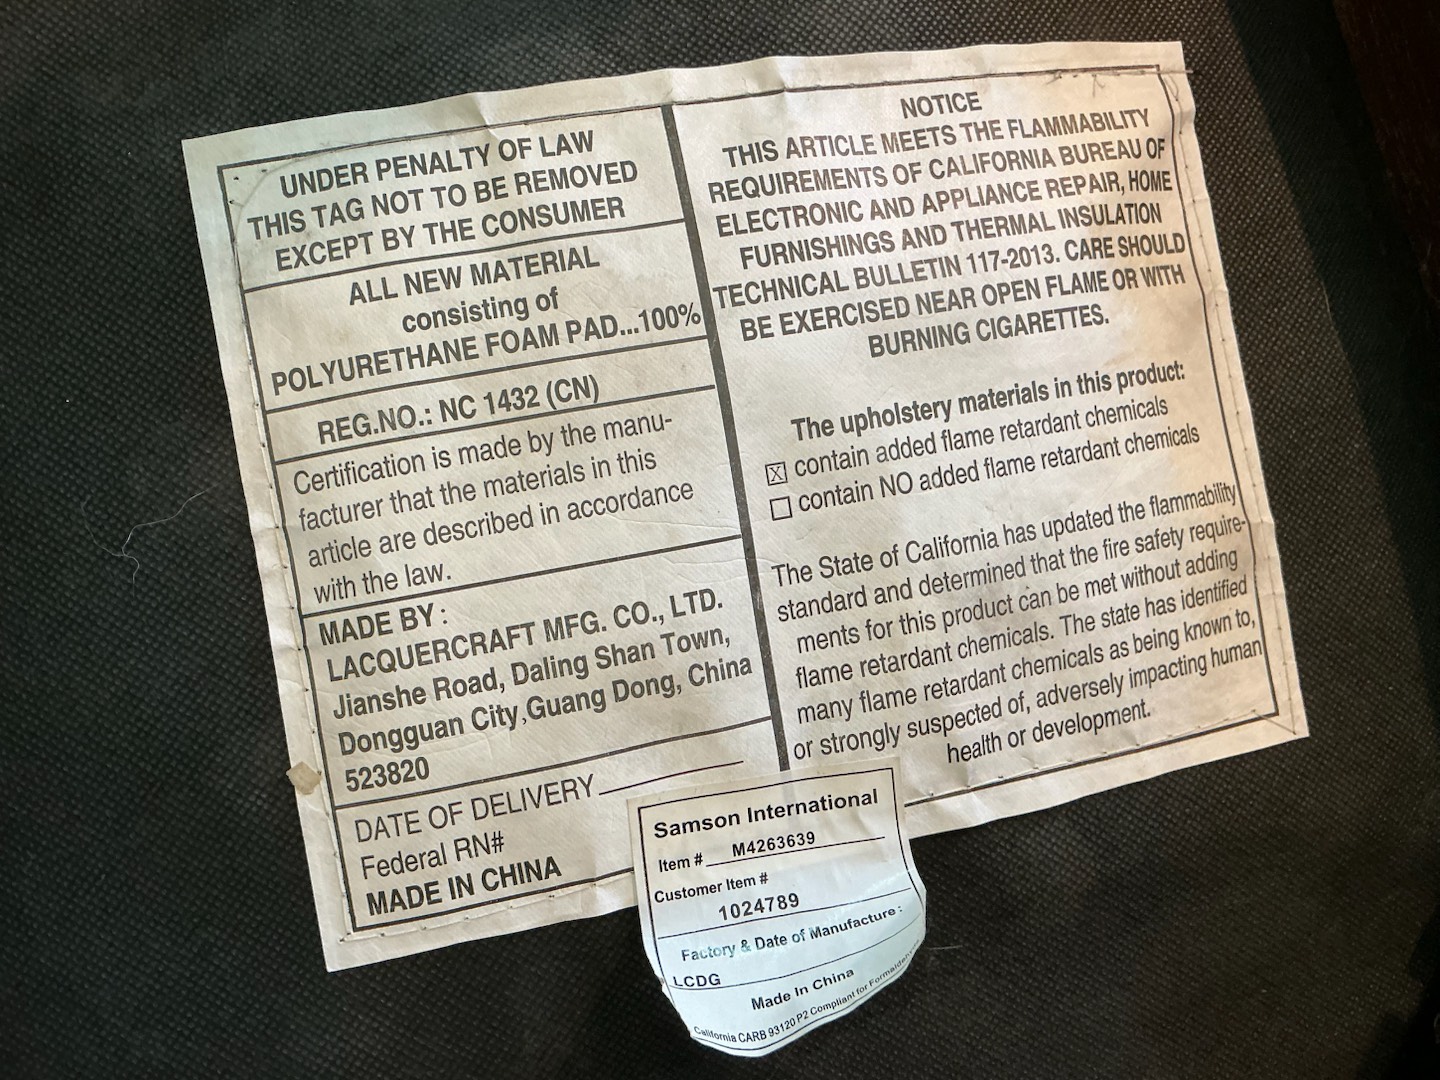 UNDER PENALTY OF LAW
THIS TAG NOT TO BE REMOVED
EXCEPT BY THE CONSUMER
ALL NEW MATERIAL
consisting of
POLYURETHANE FOAM PAD...100%
REG.NO.: NC 1432 (CN)
Certification is made by the manu-
facturer that the materials in this
article are described in accordance
with the law.
MADE BY:
LACQUERCRAFT MFG. CO., LTD.
Jianshe Road, Daling Shan Town,
Dongguan City,Guang Dong, China
523820
DATE OF DELIVERY
Federal RN#
MADE IN CHINA
NOTICE
THIS ARTICLE MEETS THE FLAMMABILITY
REQUIREMENTS OF CALIFORNIA BUREAU OF
ELECTRONIC AND APPLIANCE REPAIR, HOME
FURNISHINGS AND THERMAL INSULATION
TECHNICAL BULLETIN 117-2013. CARE SHOULD
BE EXERCISED NEAR OPEN FLAME OR WITH
BURNING CIGARETTES.
The upholstery materials in this product:
☒ contain added flame retardant chemicals
☐ contain NO added flame retardant chemicals
The State of California has updated the flammability
standard and determined that the fire safety require-
ments for this product can be met without adding
flame retardant chemicals. The state has identified
many flame retardant chemicals as being known to,
or strongly suspected of, adversely impacting human
health or development.
Samson International
Item # M4263639
Customer Item #
1024789
Factory & Date of Manufacture:
LCDG
Made In China
California CARB 93120 P2 Compliant for